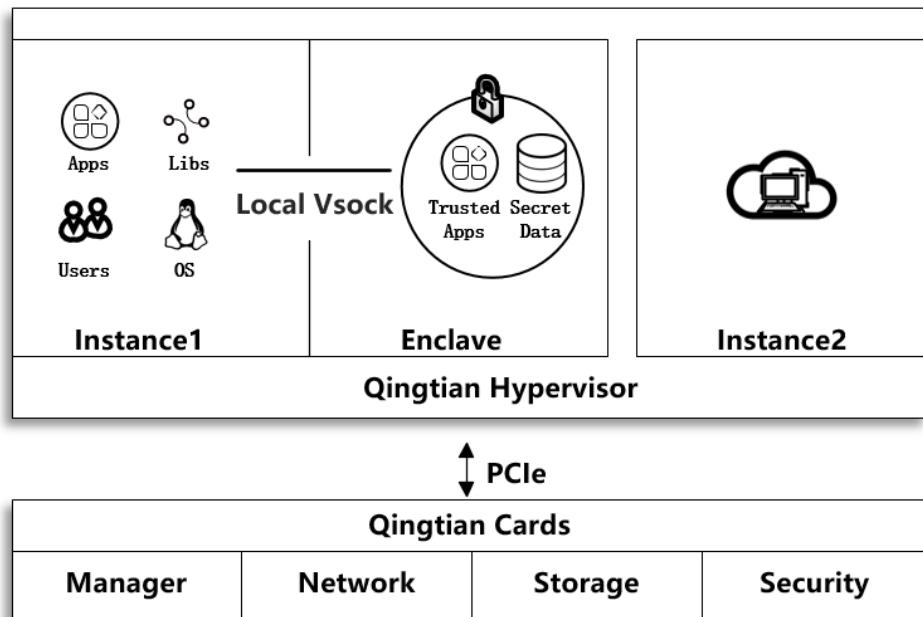 Apps
Libs
Users
OS
Local Vsock
Trusted Apps
Secret Data
Instance1
Enclave
Instance2
Qingtian Hypervisor
PCIe
Qingtian Cards
Manager
Network
Storage
Security